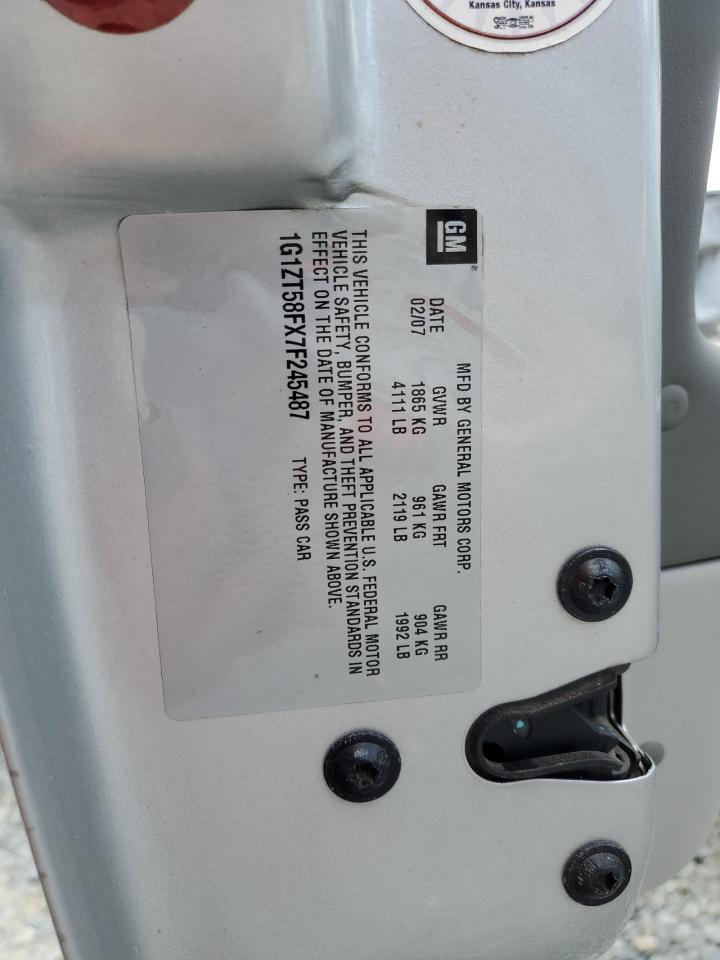 Kansas City, Kansas
GM
®
MFD BY GENERAL MOTORS CORP.
DATE GVWR GAWR FRT GAWR RR
02/07 1865 KG 961 KG 904 KG
4111 LB 2119 LB 1992 LB
THIS VEHICLE CONFORMS TO ALL APPLICABLE U.S. FEDERAL MOTOR
VEHICLE SAFETY, BUMPER, AND THEFT PREVENTION STANDARDS IN
EFFECT ON THE DATE OF MANUFACTURE SHOWN ABOVE.
1G1ZT58FX7F245487 TYPE: PASS CAR